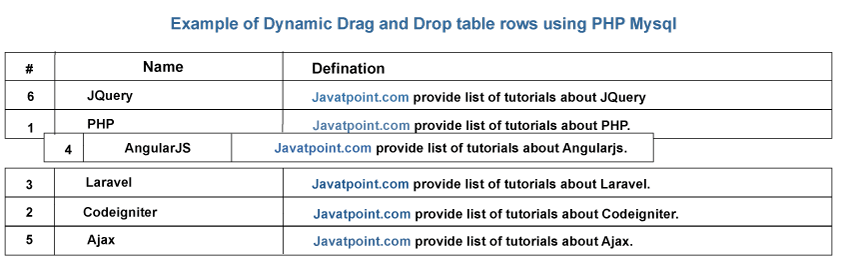 Example of Dynamic Drag and Drop table rows using PHP Mysql
# Name Defination
6 JQuery Javatpoint.com provide list of tutorials about JQuery
1 PHP Javatpoint.com provide list of tutorials about PHP.
4 AngularJS Javatpoint.com provide list of tutorials about Angularjs.
3 Laravel Javatpoint.com provide list of tutorials about Laravel.
2 Codeigniter Javatpoint.com provide list of tutorials about Codeigniter.
5 Ajax Javatpoint.com provide list of tutorials about Ajax.